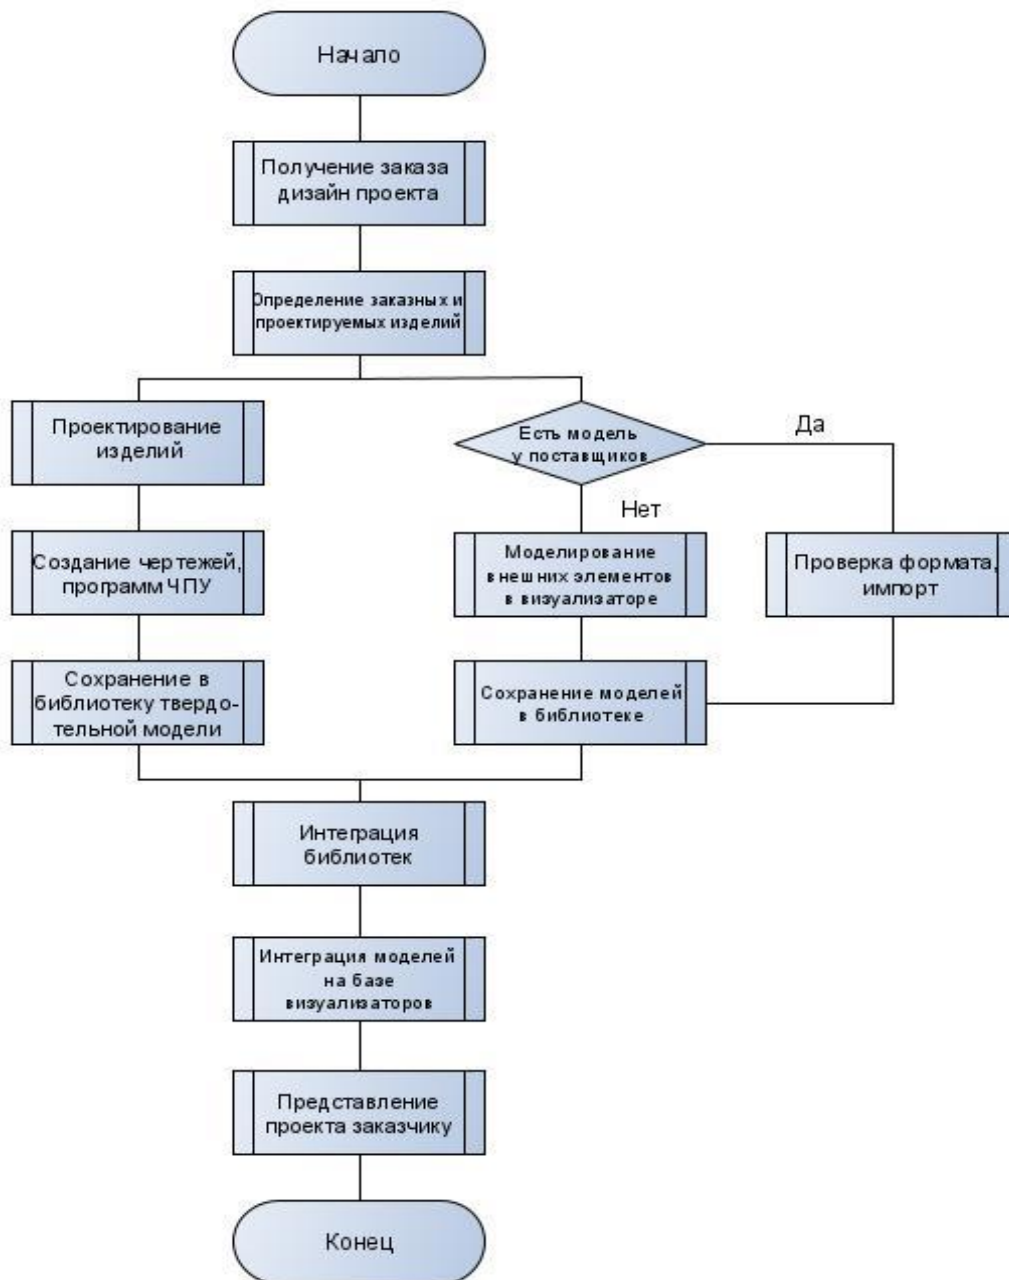 Начало
Получение заказа
дизайн проекта
Определение заказных и
проектируемых изделий
Проектирование
изделий
Есть модель
у поставщиков
Да
Нет
Создание чертежей,
программ ЧПУ
Моделирование
внешних элементов
в визуализаторе
Проверка формата,
импорт
Сохранение в
библиотеку твердо-
тельной модели
Сохранение моделей
в библиотеке
Интеграция
библиотек
Интеграция моделей
на базе
визуализаторов
Представление
проекта заказчику
Конец